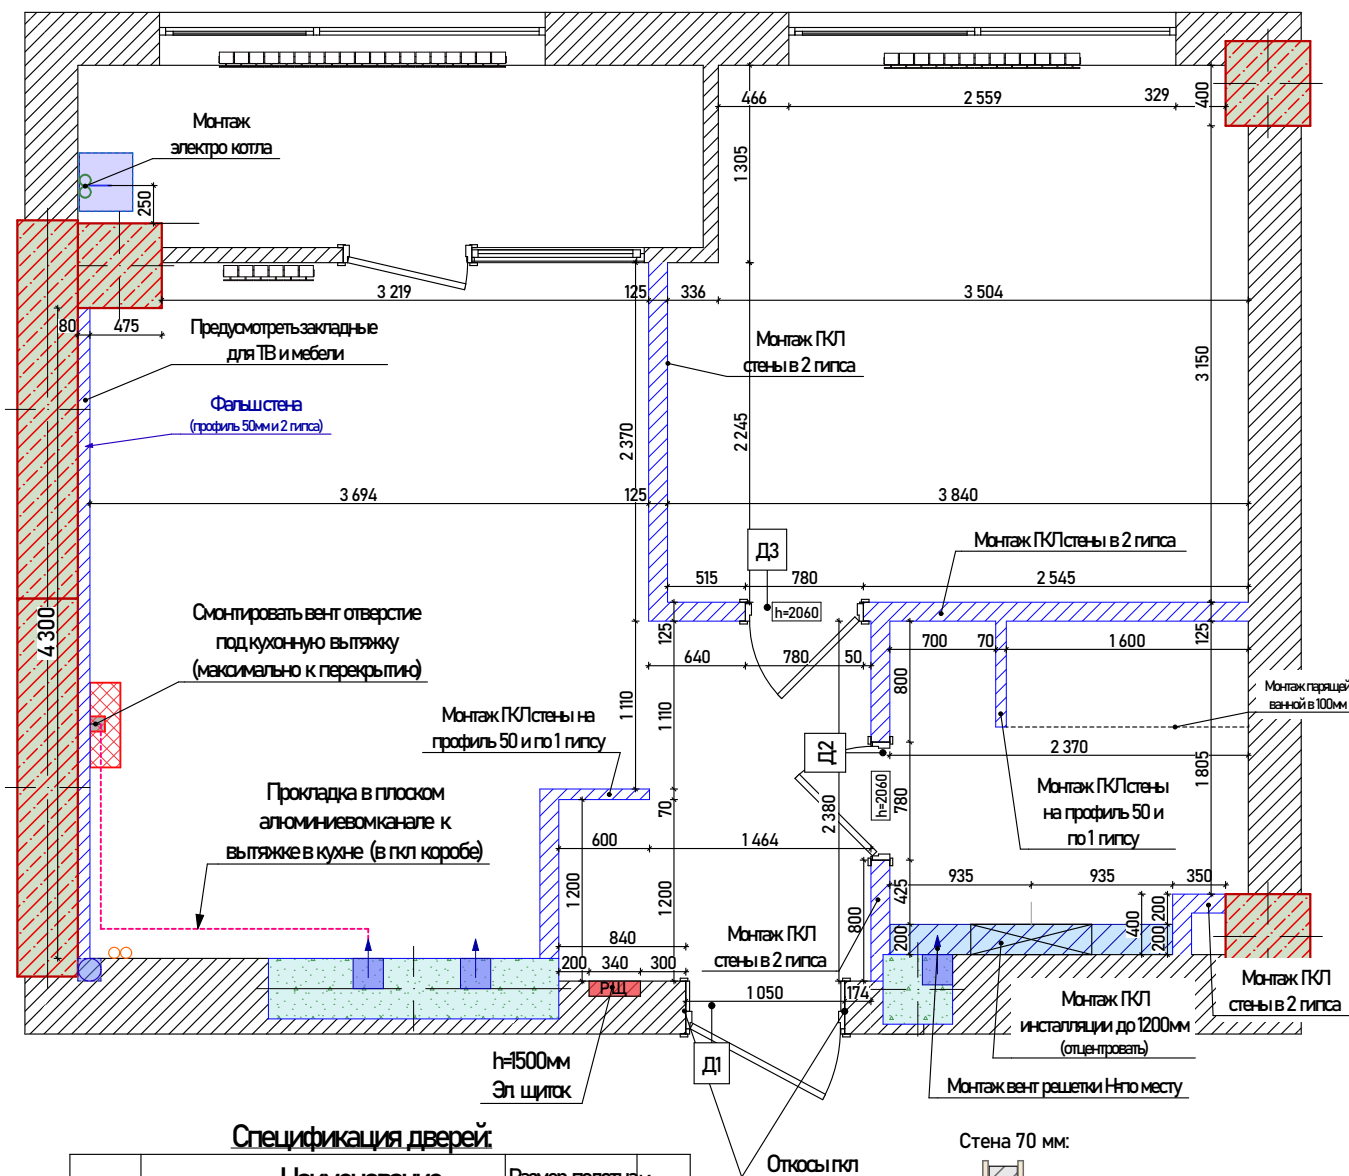 466
2 559
329
400
Монтаж
электро котла
1 305
250
3 219
125
336
3 504
80
475
Предусмотреть закладные
для ТВ и мебели
Монтаж ГКЛ
стены в 2 гипса
3 150
Фальш стена
(профиль 50мм и 2 гипса)
2 370
2 245
3 694
125
3 840
Д3
Монтаж ГКЛ стены в 2 гипса
515
780
2 545
h=2060
4 300
Смонтировать вент отверстие
под кухонную вытяжку
(максимально к перекрытию)
125
125
640
780
50
700
70
1 600
800
Монтаж парящей
ванной в 100мм
1 110
1 110
Монтаж ГКЛ стены на
профиль 50 и по 1 гипсу
Д2
2 370
1 805
h=2060
780
Монтаж ГКЛ стены
на профиль 50 и
по 1 гипсу
Прокладка в плоском
алюминиевом канале к
вытяжке в кухне (в гкл коробе)
70
2 380
600
1 464
1 200
1 200
935
935
350
425
800
400
200
200
200
840
Монтаж ГКЛ
стены в 2 гипса
200
340
300
РЩ
1 050
174
Монтаж ГКЛ
стены в 2 гипса
Монтаж ГКЛ
инсталляции до 1200мм
(отцентровать)
h=1500мм
Эл. щиток
Д1
Монтаж вент решетки H=по месту
Спецификация дверей:
Стена 70 мм:
Откосы гкл
Наименование
Размер полотна